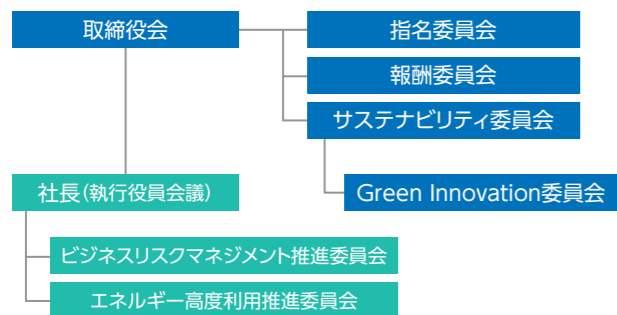 取締役会
指名委員会
報酬委員会
サステナビリティ委員会
社長(執行役員会議)
Green Innovation委員会
ビジネスリスクマネジメント推進委員会
エネルギー高度利用推進委員会